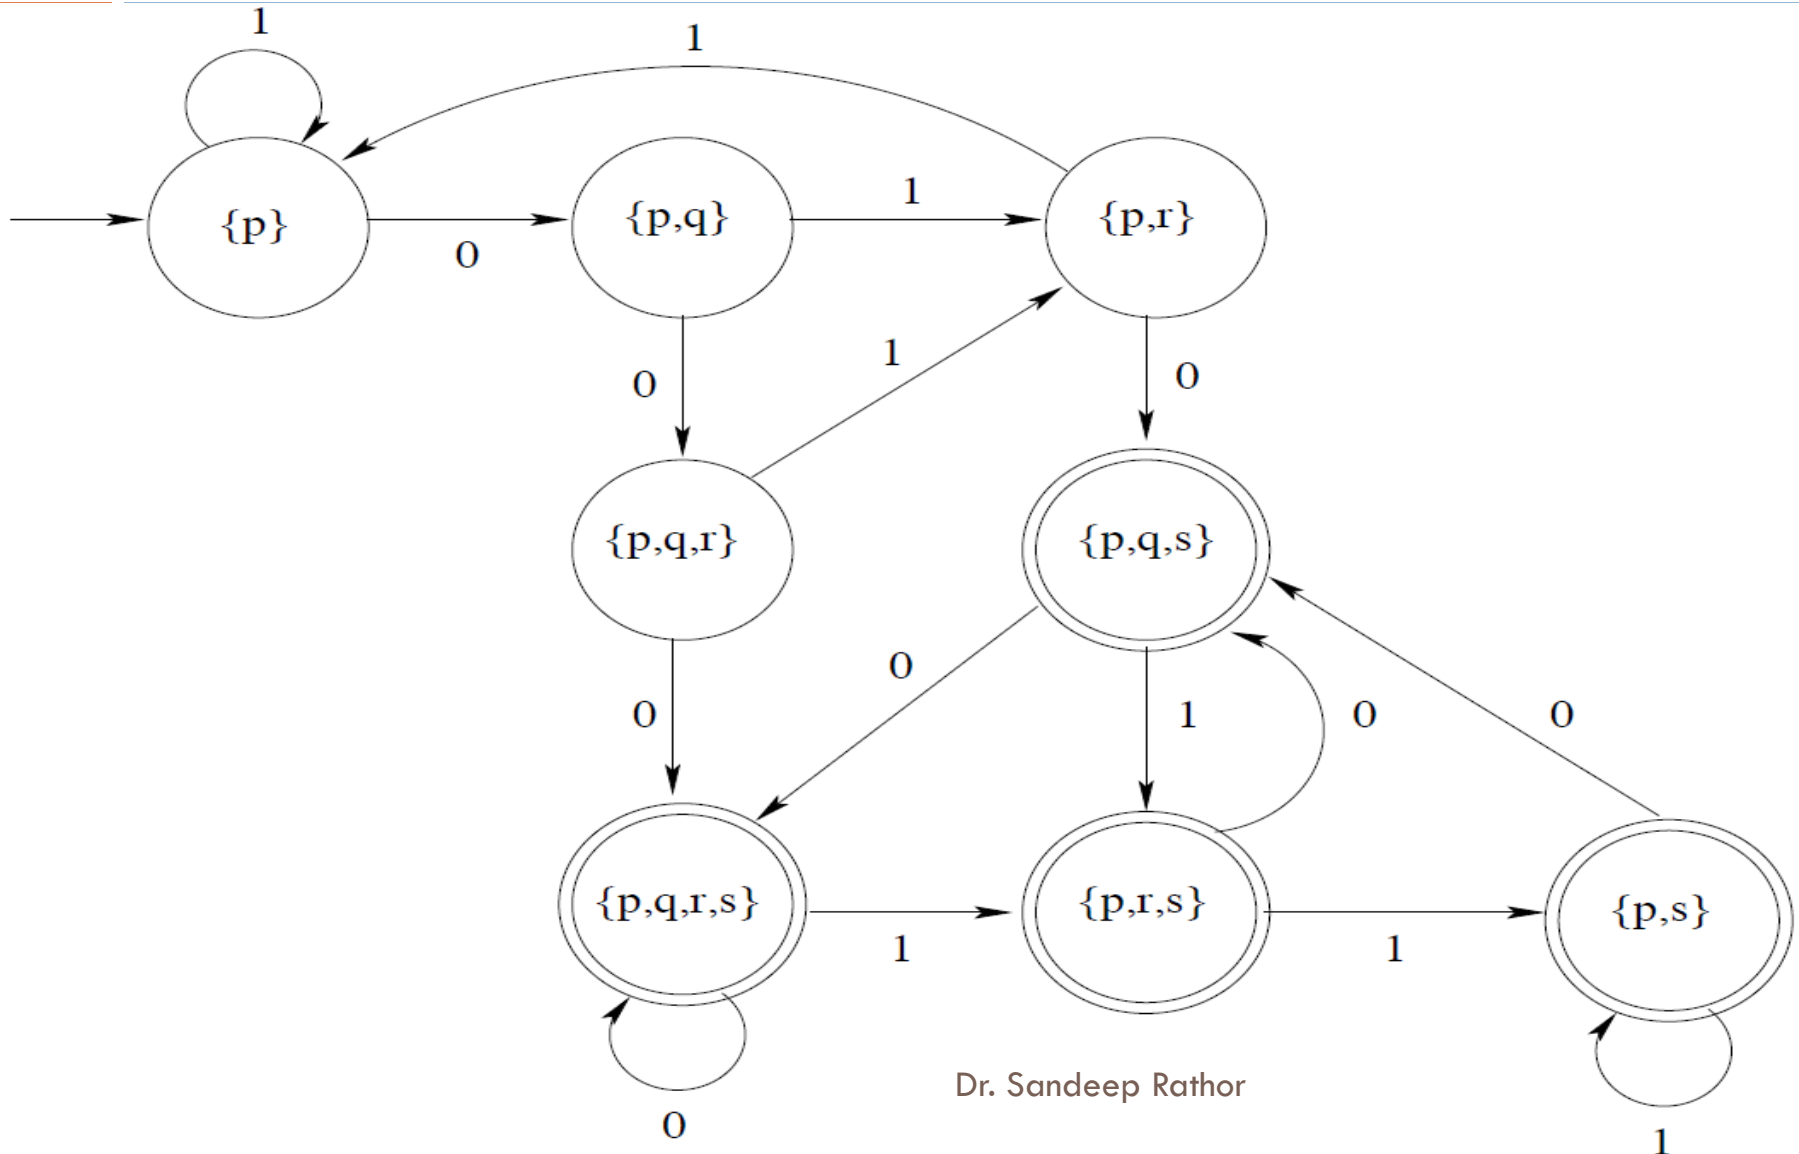 1
1
{p}
0
{p,q}
1
{p,r}
0
1
0
{p,q,r}
{p,q,s}
0
0
1
0
0
{p,q,r,s}
1
{p,r,s}
1
{p,s}
0
1
Dr. Sandeep Rathor